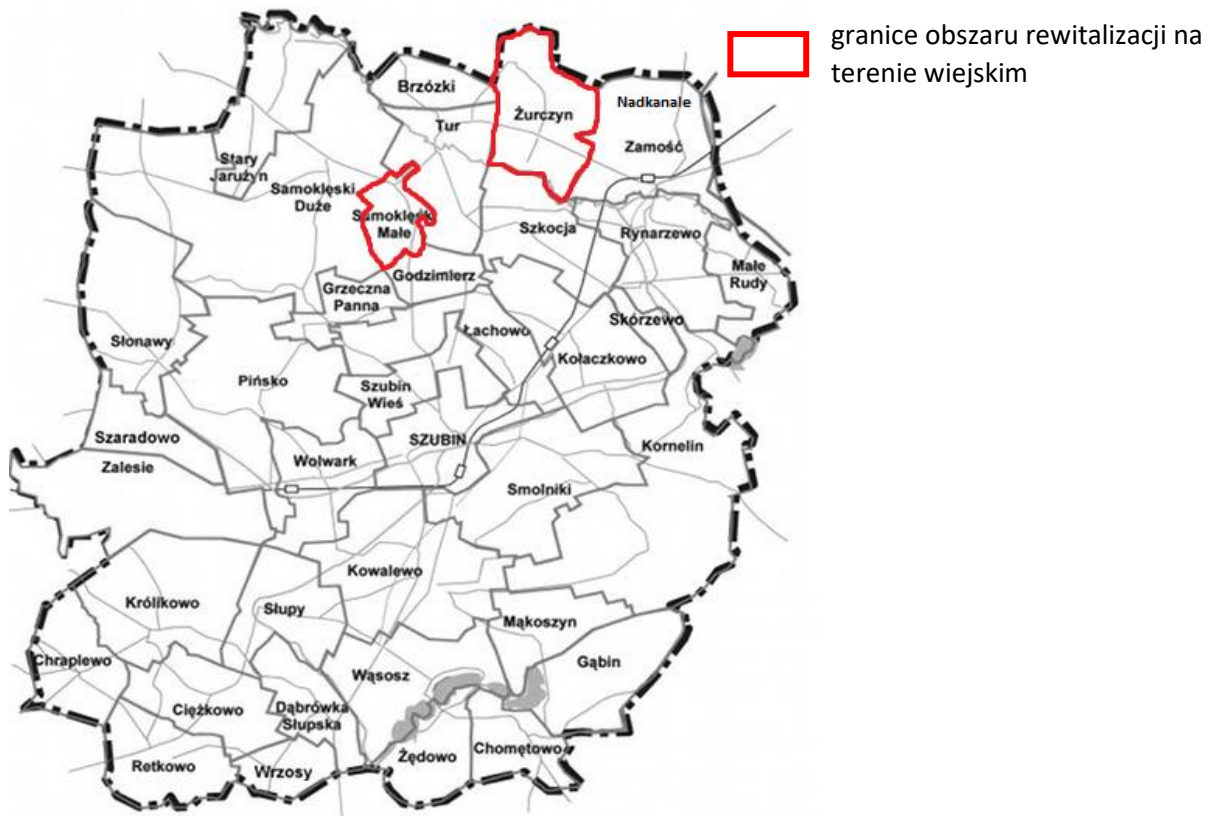 granice obszaru rewitalizacji na
terenie wiejskim
Brzózki
Żurczyn
Nadkanale
Tur
Zamość
Stary
Jarużyn
Samoklęski
Duże
Samoklęski
Małe
Szkocja
Rynarzewo
Małe
Rudy
Godzimierz
Grzeczna
Panna
Skórzewo
Łachowo
Słonawy
Kołaczkowo
Pińsko
Szubin
Wieś
Szaradowo
SZUBIN
Kornelin
Zalesie
Wolwark
Smolniki
Kowalewo
Królikowo
Słupy
Mąkoszyn
Chraplewo
Wąsosz
Gąbin
Ciężkowo
Dąbrówka
Słupska
Żędowo
Chomętowo
Retkowo
Wrzosy